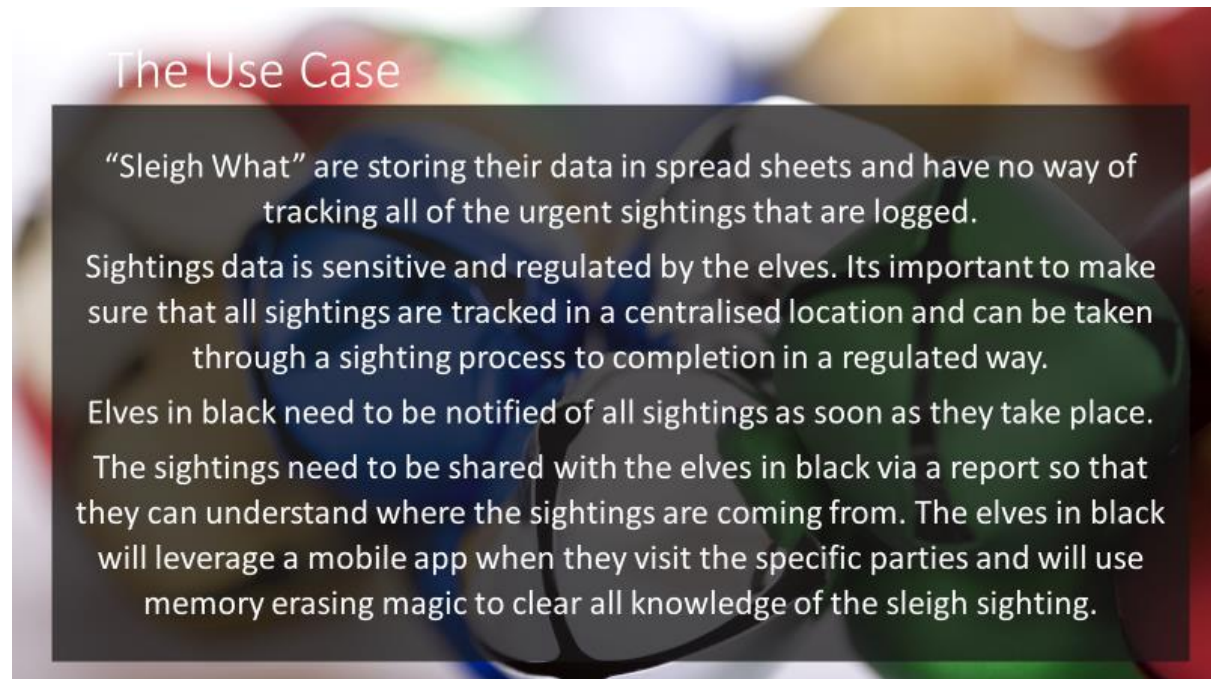 The Use Case
“Sleigh What” are storing their data in spread sheets and have no way of
tracking all of the urgent sightings that are logged.
Sightings data is sensitive and regulated by the elves. Its important to make
sure that all sightings are tracked in a centralised location and can be taken
through a sighting process to completion in a regulated way.
Elves in black need to be notified of all sightings as soon as they take place.
The sightings need to be shared with the elves in black via a report so that
they can understand where the sightings are coming from. The elves in black
will leverage a mobile app when they visit the specific parties and will use
memory erasing magic to clear all knowledge of the sleigh sighting.